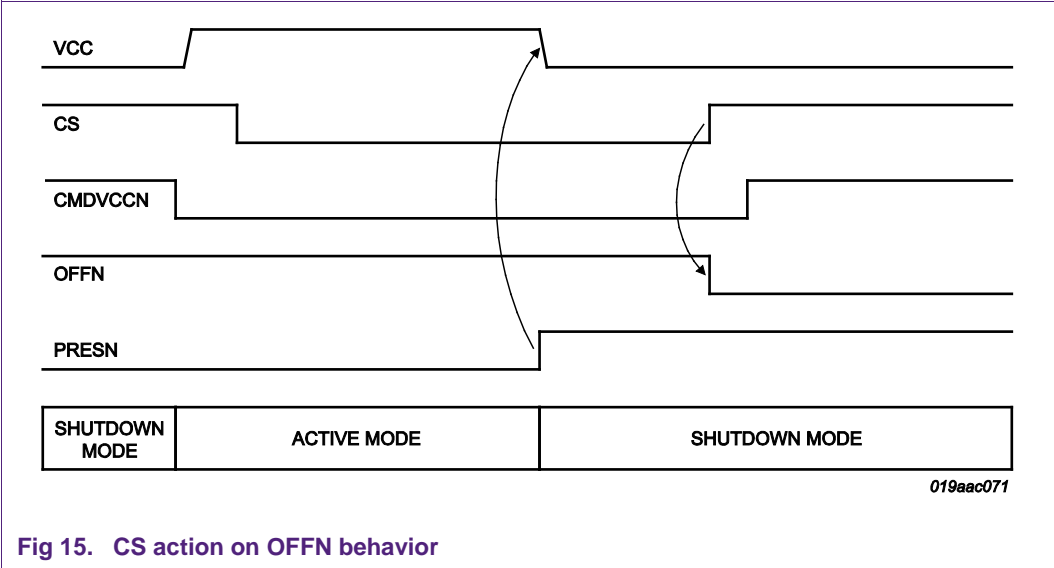 VCC
CS
CMDVCCN
OFFN
PRESN
SHUTDOWN
MODE
ACTIVE MODE
SHUTDOWN MODE
019aac071
Fig 15. CS action on OFFN behavior